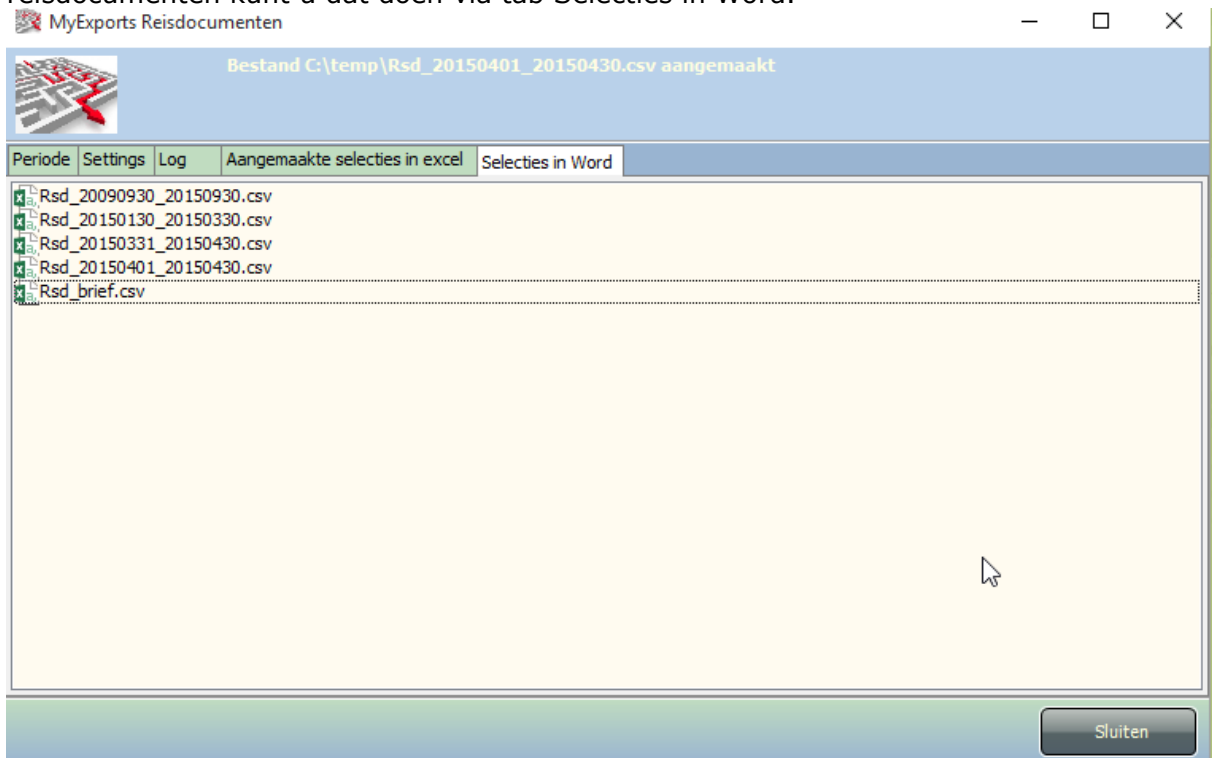 reisdocumenten kunt u dat doen via tab Selecties in Word.
MyExports Reisdocumenten
Bestand C:\temp\Rsd_20150401_20150430.csv aangemaakt
Periode Settings Log Aangemaakte selecties in excel Selecties in Word
Rsd_20090930_20150930.csv
Rsd_20150130_20150330.csv
Rsd_20150331_20150430.csv
Rsd_20150401_20150430.csv
Rsd_brief.csv
Sluiten